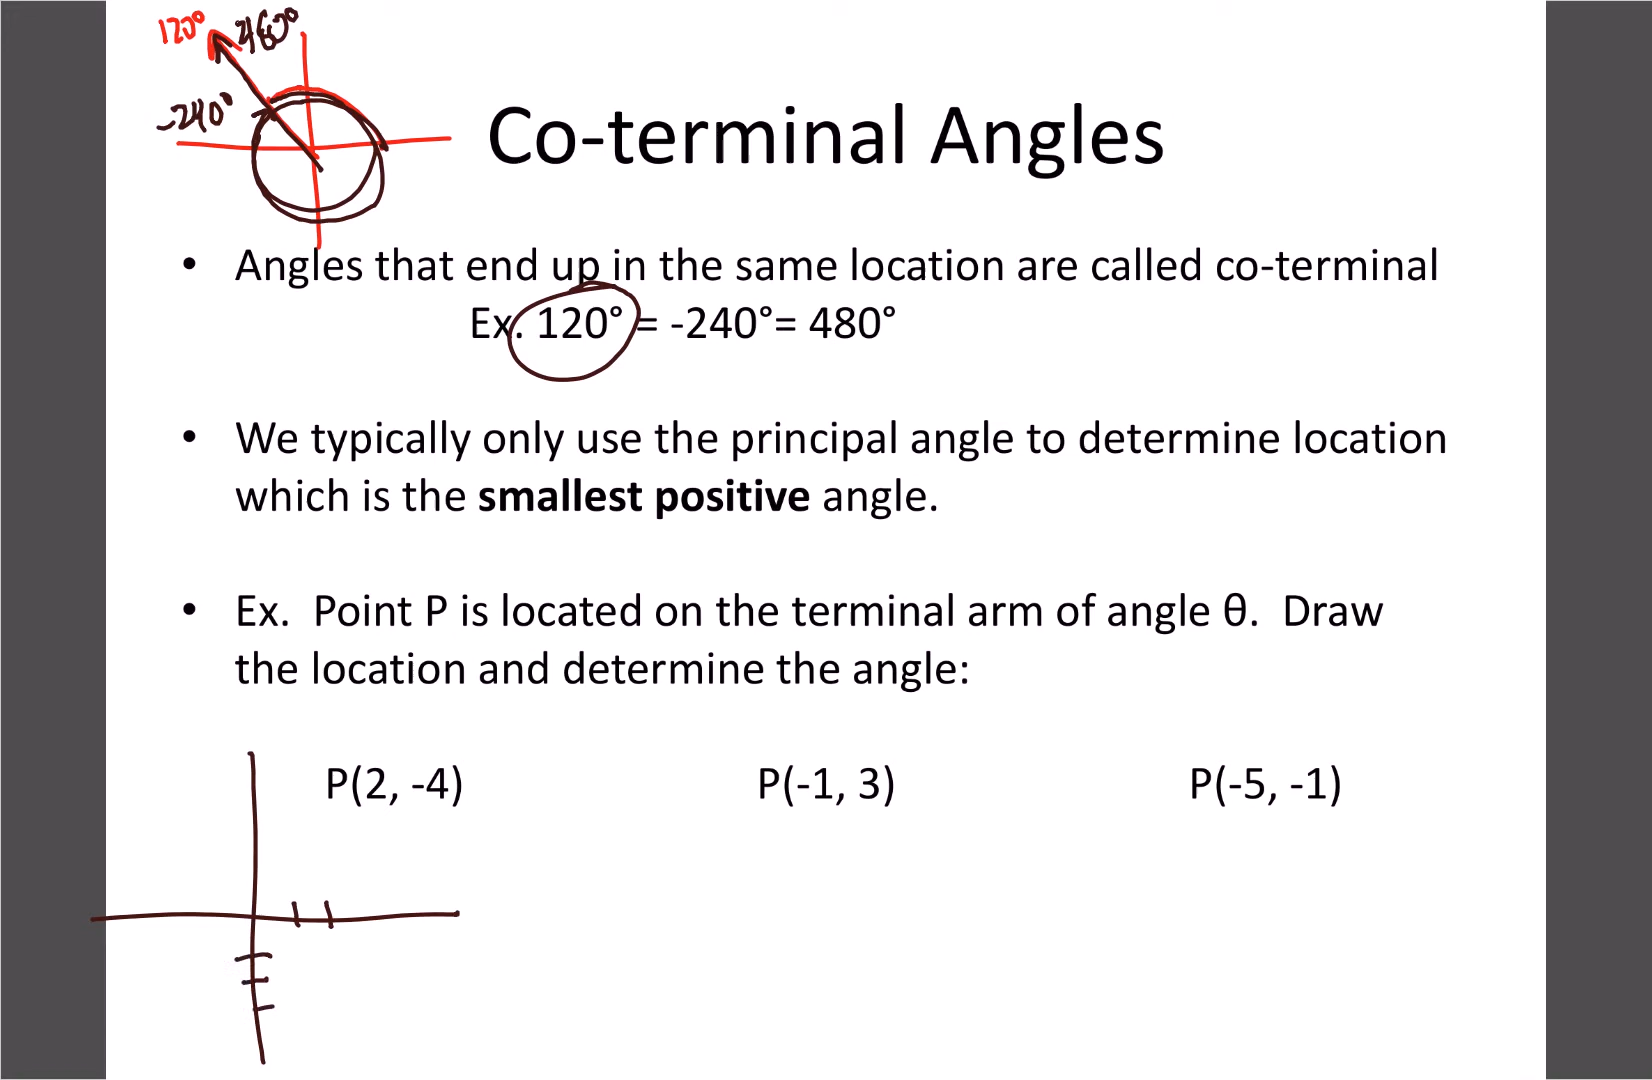 120° 480°
-240°
Co-terminal Angles
• Angles that end up in the same location are called co-terminal
Ex. 120° = -240°= 480°
• We typically only use the principal angle to determine location
which is the smallest positive angle.
• Ex. Point P is located on the terminal arm of angle θ. Draw
the location and determine the angle:
P(2, -4) P(-1, 3) P(-5, -1)